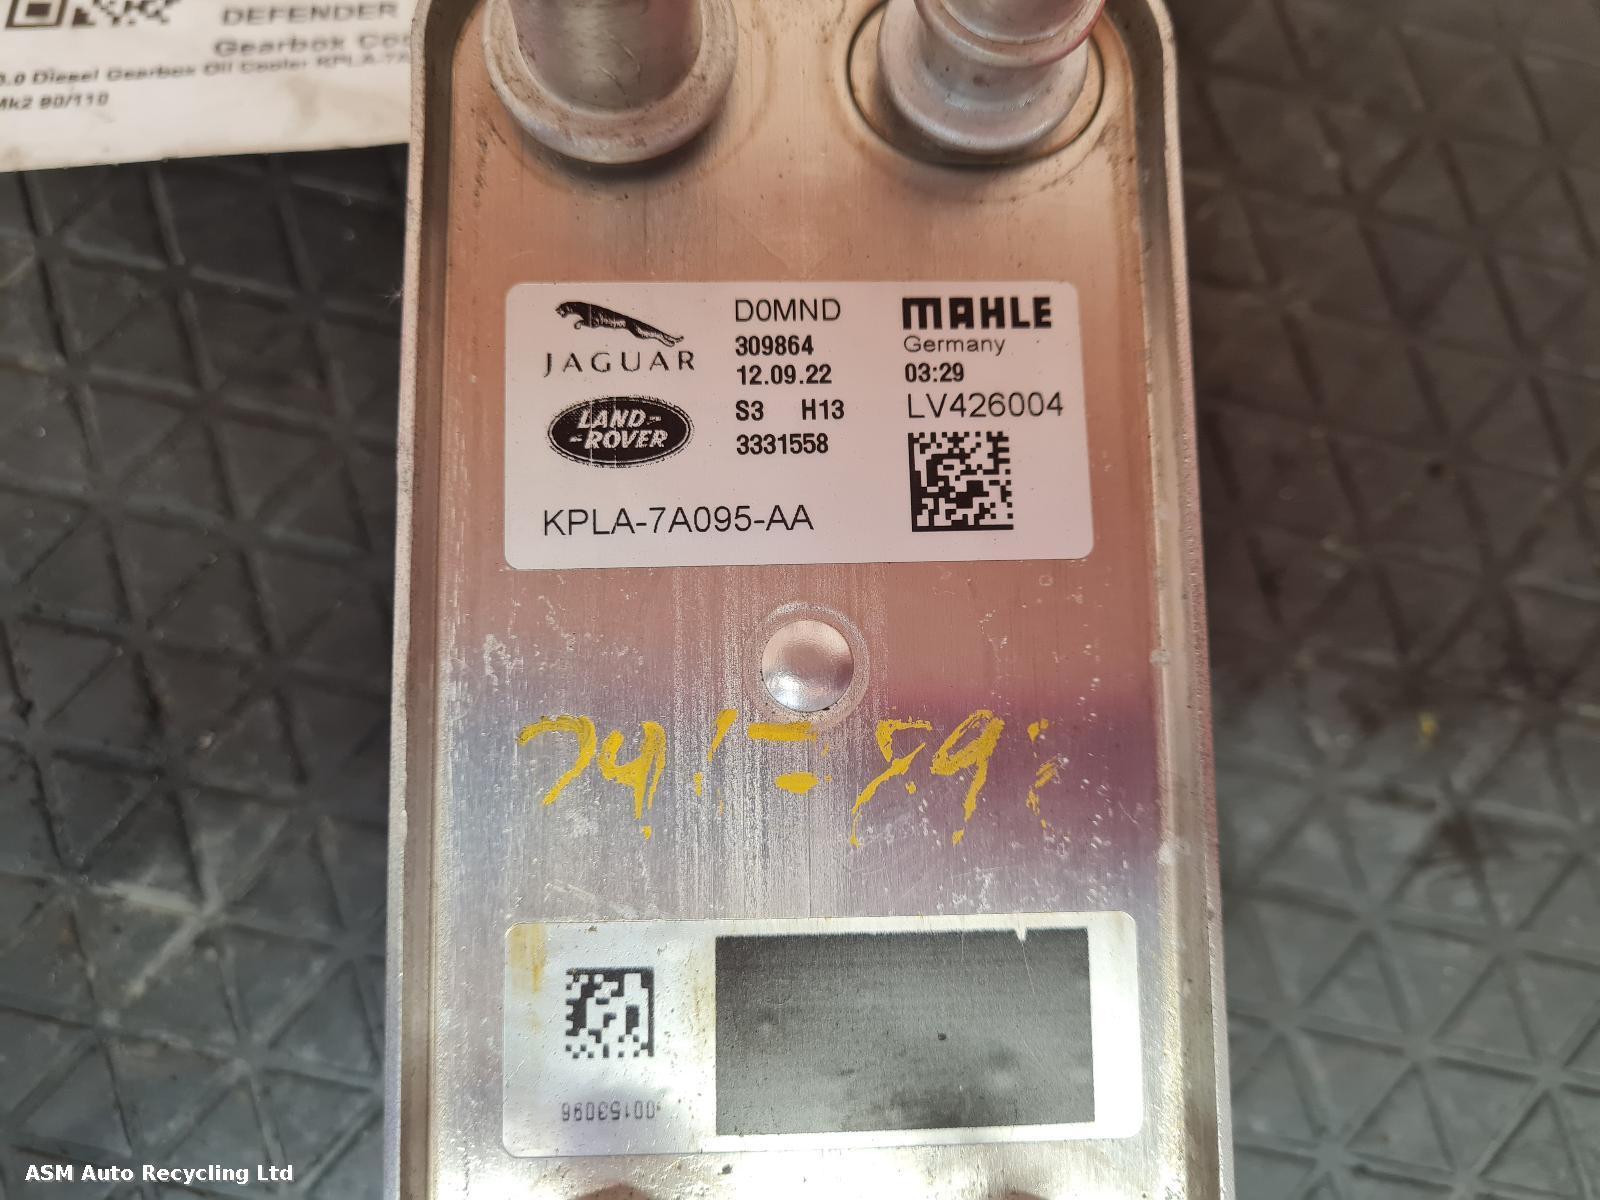 DEFENDER
Gearbox
3.0 Diesel Gearbox Oil Cooler KPLA-7A
Mk2 90/110
JAGUAR
LAND-
-ROVER
D0MND
309864
12.09.22
S3 H13
3331558
MAHLE
Germany
03:29
LV426004
KPLA-7A095-AA
00153096
ASM Auto Recycling Ltd